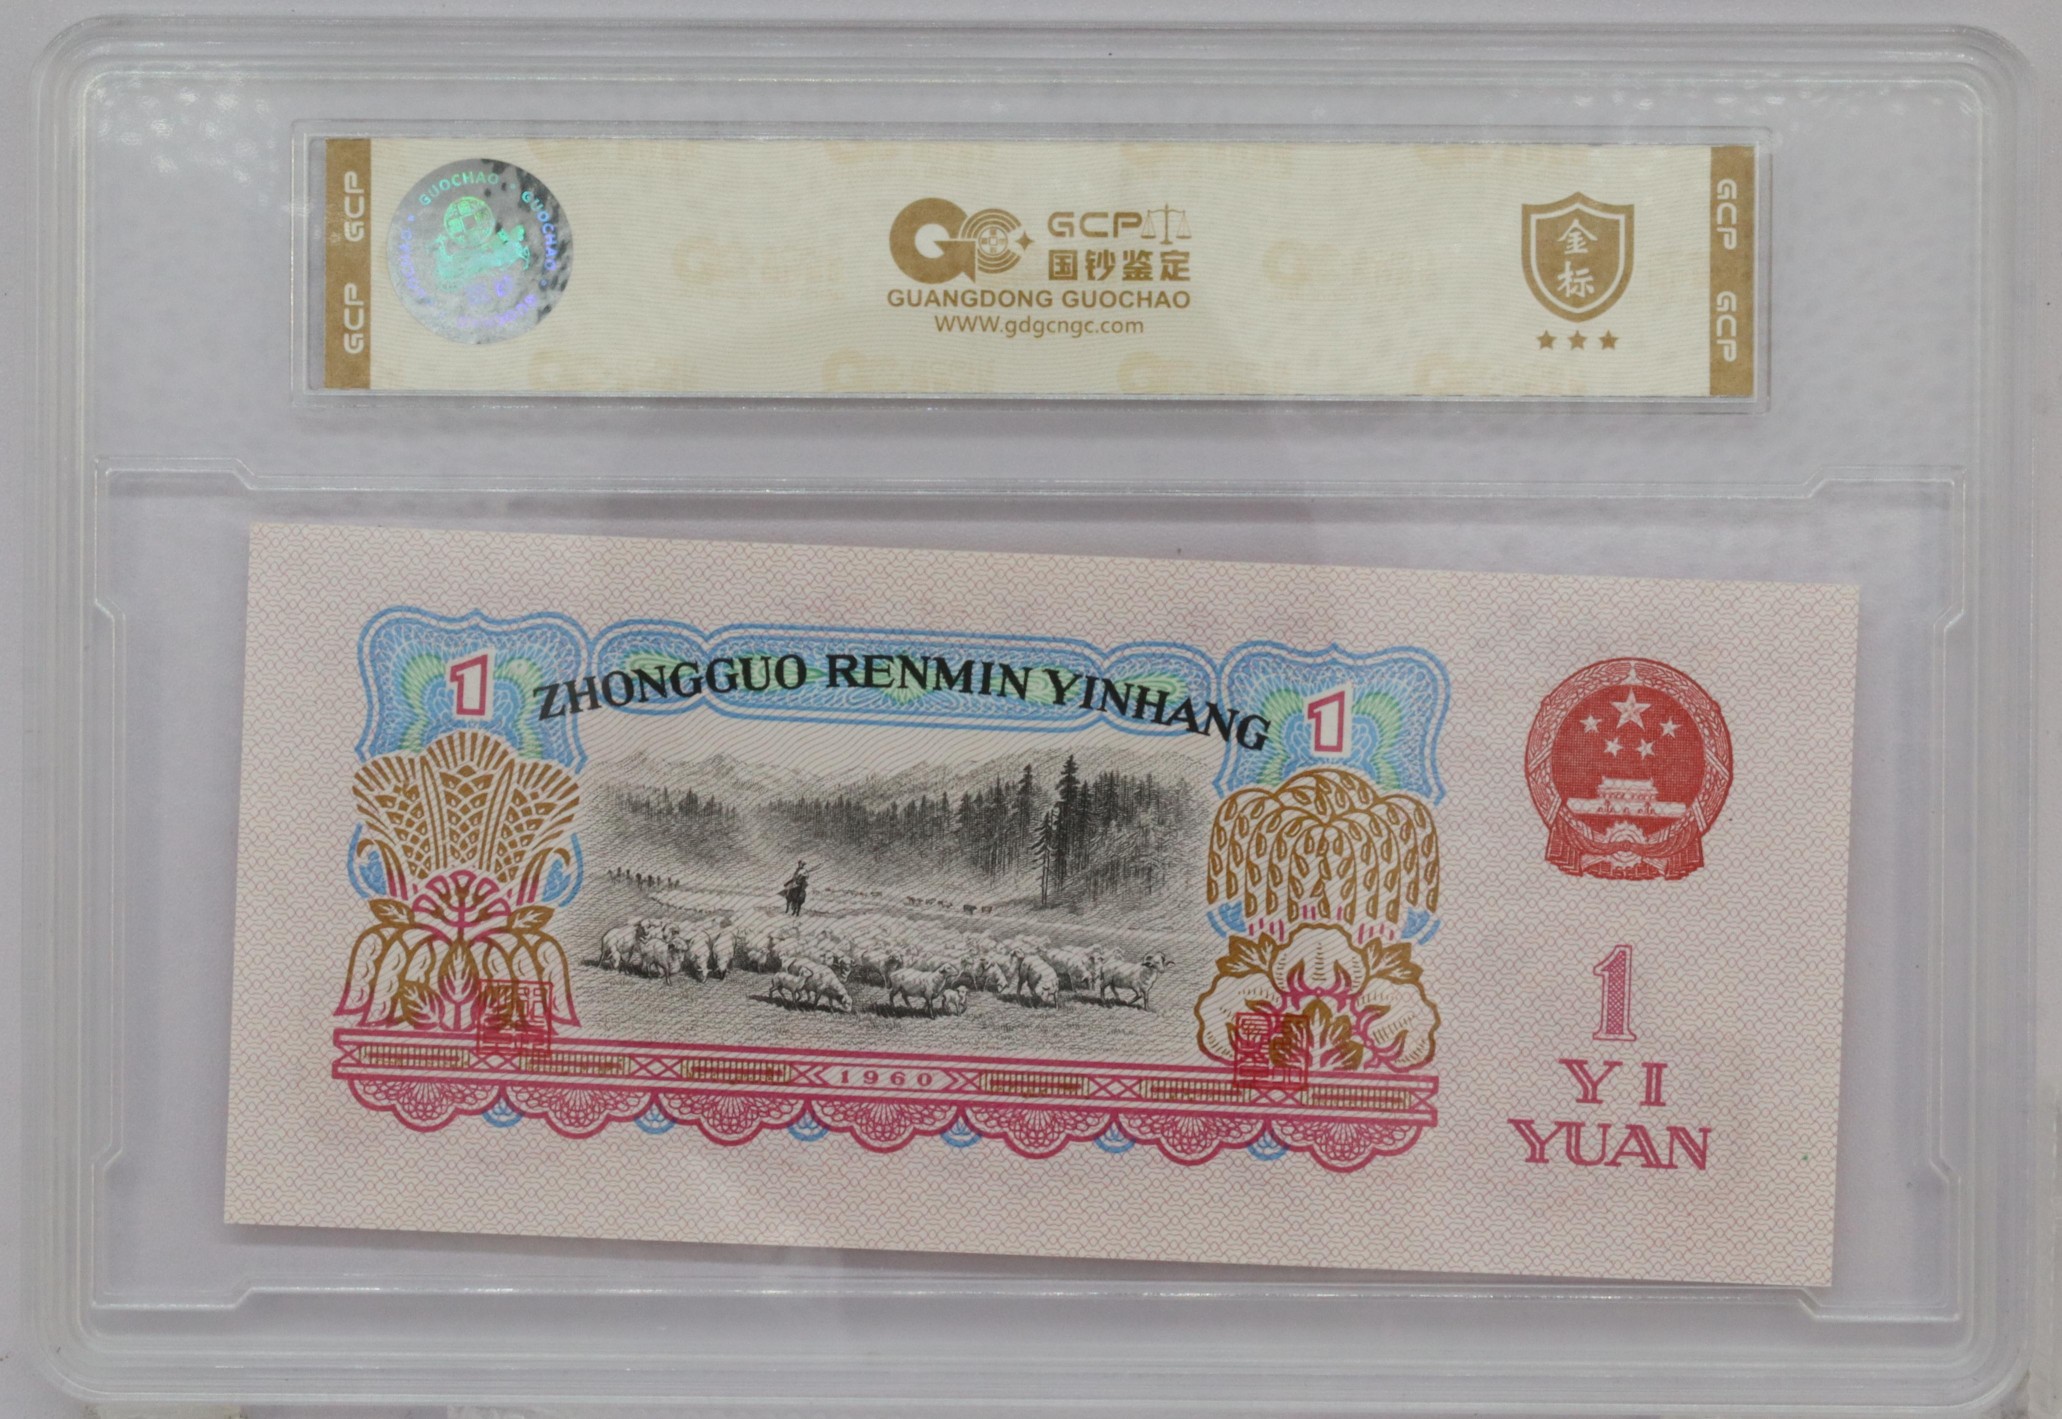 GCP GCP
GUOCHAO · GUOCHAO
GCP
国钞鉴定
GUANGDONG GUOCHAO
WWW.gdgcngc.com
金
标
GCP GCP
1
ZHONGGUO RENMIN YINHANG
1
1960
1
YI
YUAN